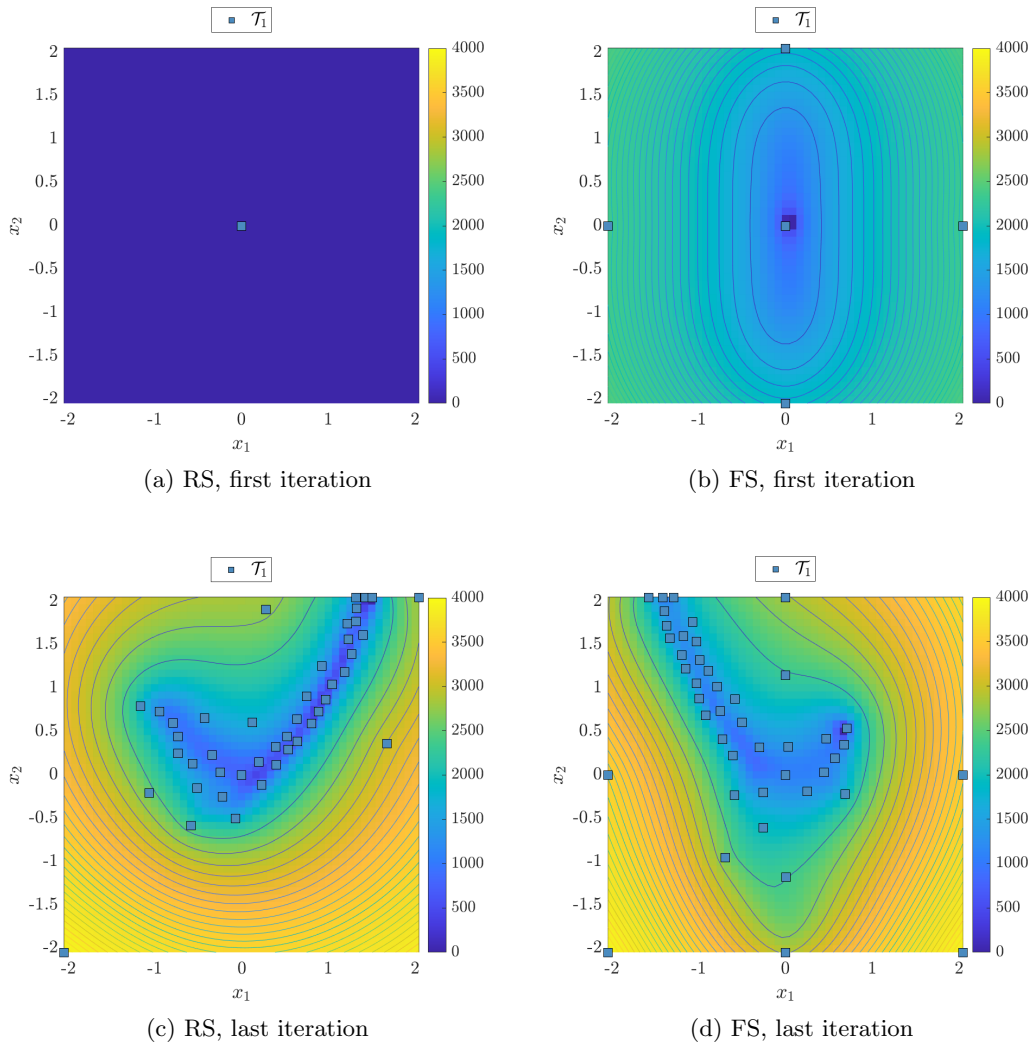 𝒯₁ 𝒯₁
2 1.5 1 0.5 0 -0.5 -1 -1.5 -2
x₂
-2 -1 0 1 2
x₁
4000 3500 3000 2500 2000 1500 1000 500 0
2 1.5 1 0.5 0 -0.5 -1 -1.5 -2
x₂
-2 -1 0 1 2
x₁
4000 3500 3000 2500 2000 1500 1000 500 0
(a) RS, first iteration
(b) FS, first iteration
𝒯₁ 𝒯₁
2 1.5 1 0.5 0 -0.5 -1 -1.5 -2
x₂
-2 -1 0 1 2
x₁
4000 3500 3000 2500 2000 1500 1000 500 0
2 1.5 1 0.5 0 -0.5 -1 -1.5 -2
x₂
-2 -1 0 1 2
x₁
4000 3500 3000 2500 2000 1500 1000 500 0
(c) RS, last iteration
(d) FS, last iteration